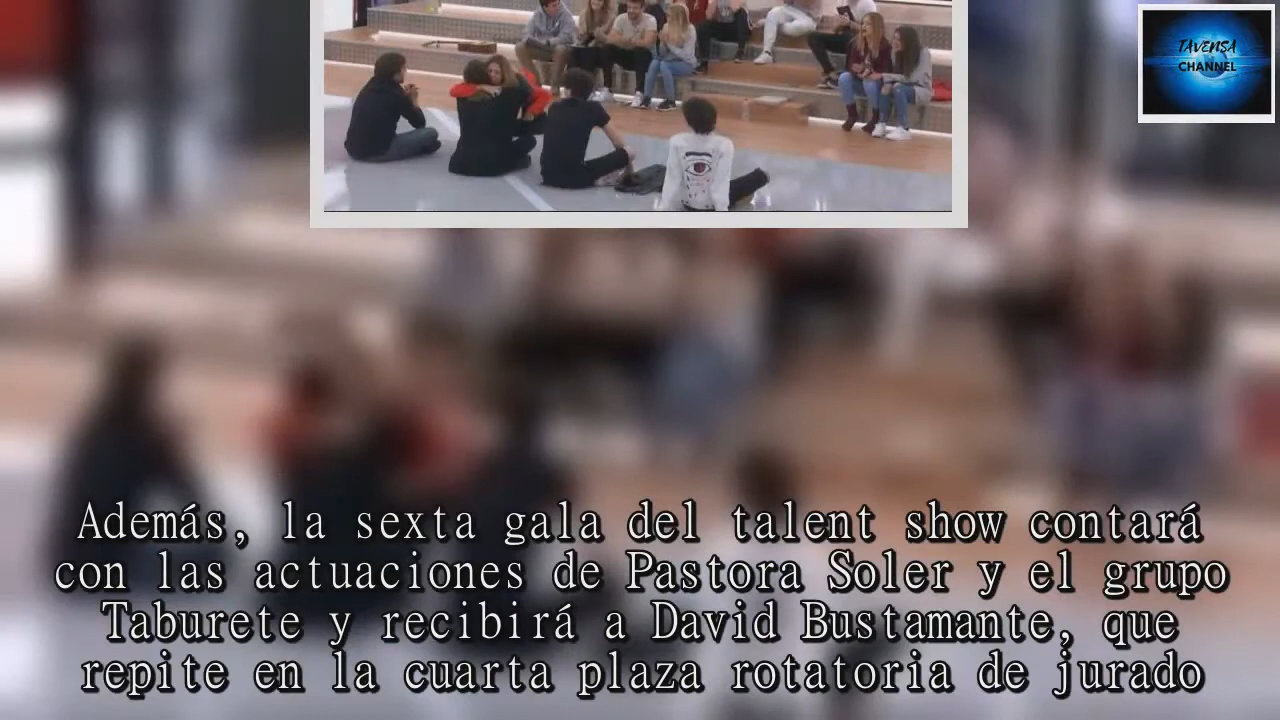 TAVENSA
CHANNEL
Además, la sexta gala del talent show contará
con las actuaciones de Pastora Soler y el grupo
Taburete y recibirá a David Bustamante, que
repite en la cuarta plaza rotatoria de jurado